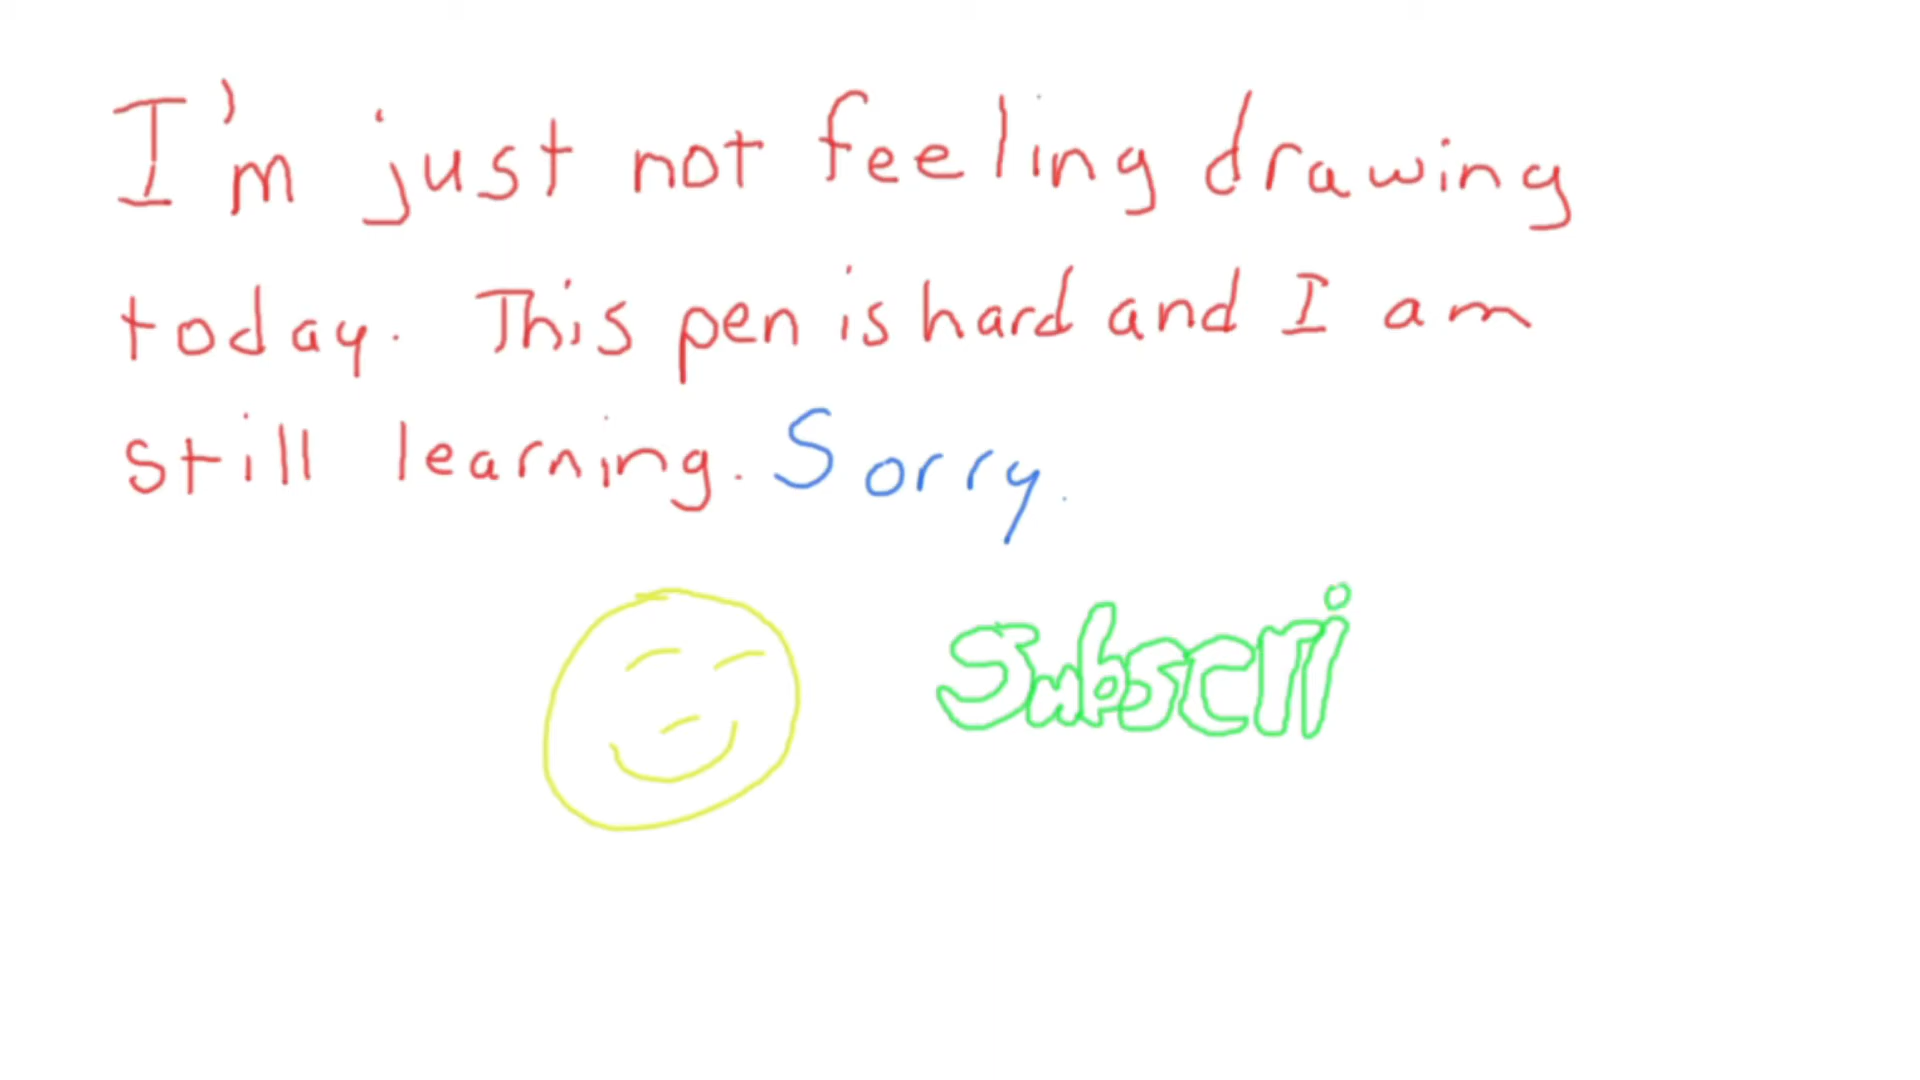 I'm just not feeling drawing
today. This pen is hard and I am
still learning. Sorry.
Subscri